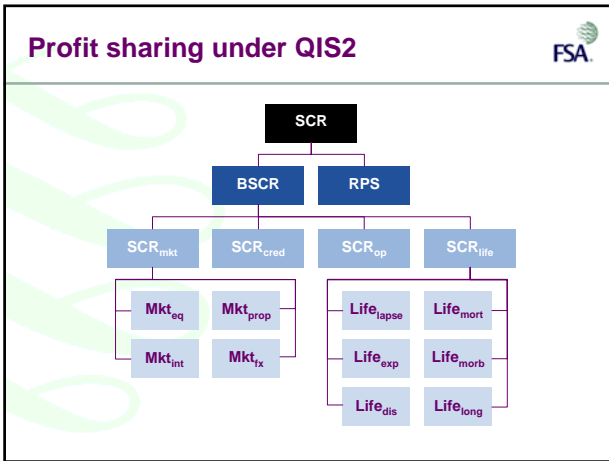 Profit sharing under QIS2
FSA
SCR
BSCR RPS
SCRmkt SCRcred SCRop SCRlife
Mkteq Mktprop Lifelapse Lifemort
Mktint Mktfx Lifeexp Lifemorb
Lifedis Lifelong